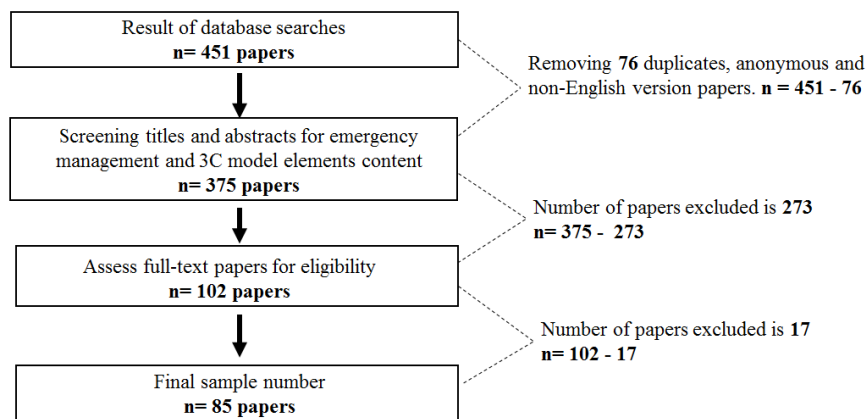 Result of database searches
n= 451 papers
Removing 76 duplicates, anonymous and
non-English version papers. n = 451 - 76
Screening titles and abstracts for emergency
management and 3C model elements content
n= 375 papers
Number of papers excluded is 273
n= 375 - 273
Assess full-text papers for eligibility
n= 102 papers
Number of papers excluded is 17
n= 102 - 17
Final sample number
n= 85 papers